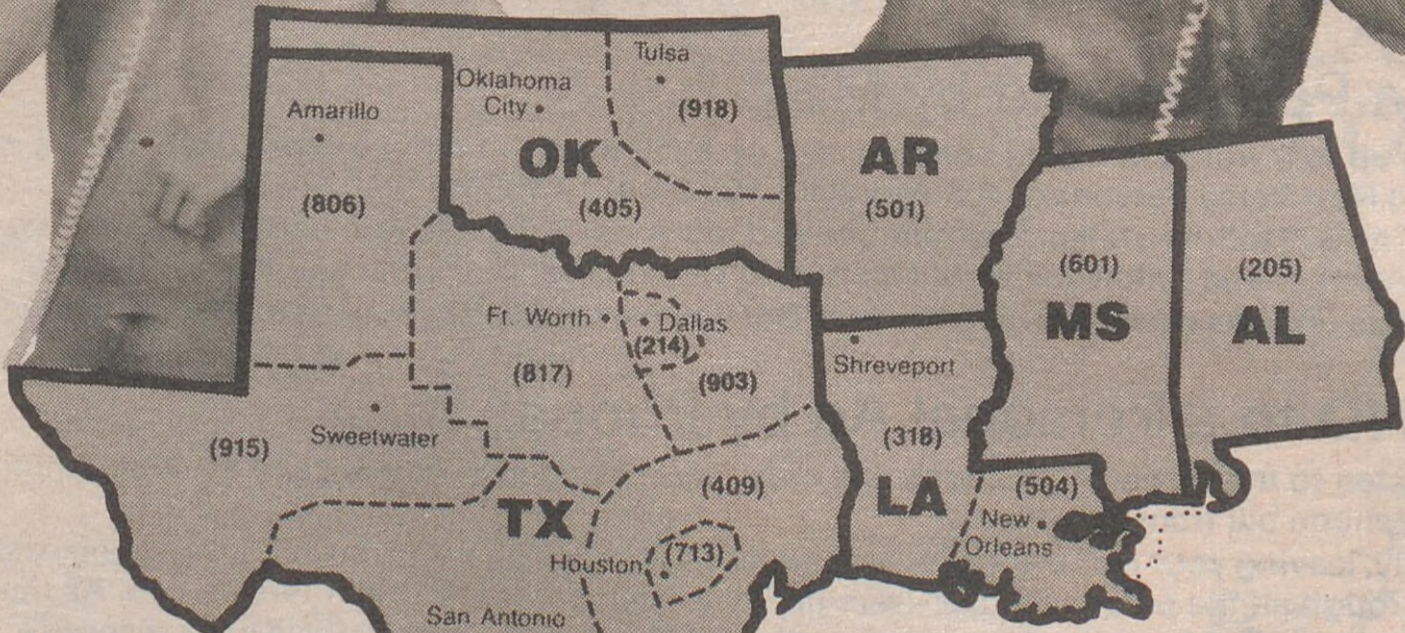 Tulsa
Oklahoma
City
(918)
Amarillo
OK
AR
(806)
(405)
(501)
(601)
(205)
MS
AL
Ft. Worth
Dallas
(214)
Shreveport
(817)
(903)
(915)
Sweetwater
(318)
(409)
LA
(504)
TX
New
Orleans
Houston
(713)
San Antonio